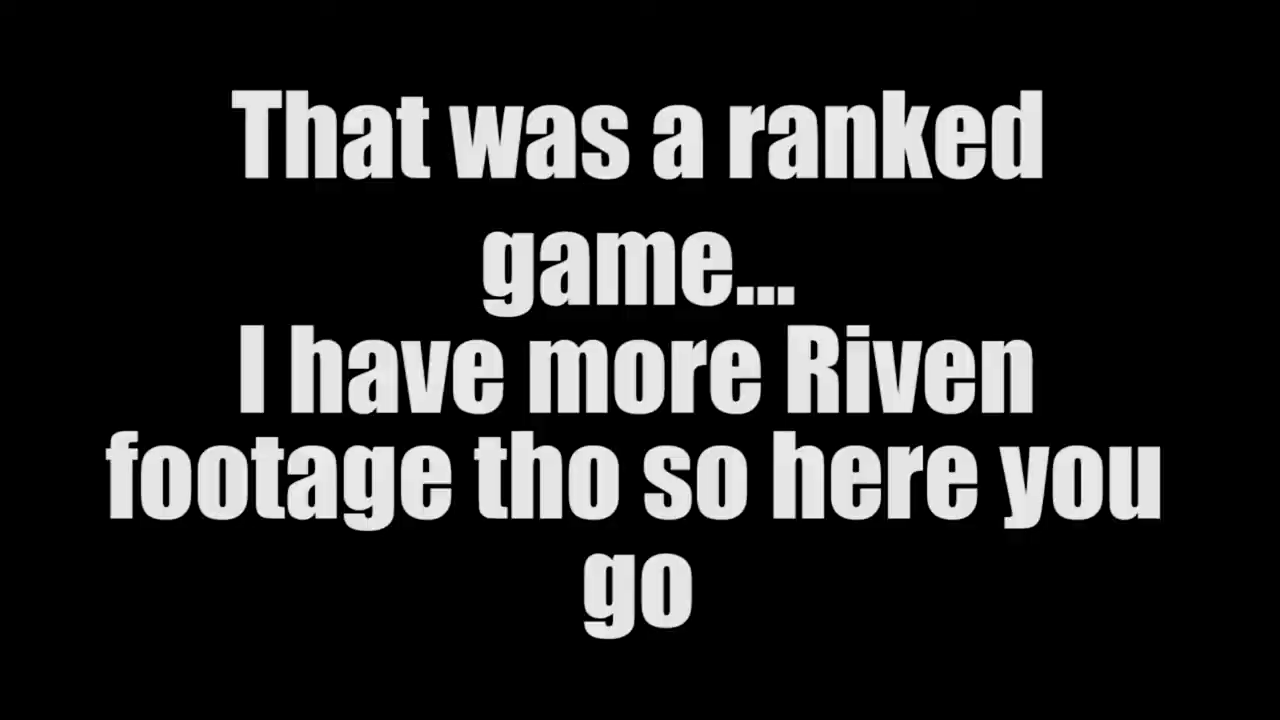 That was a ranked
game...
I have more Riven
footage tho so here you
go